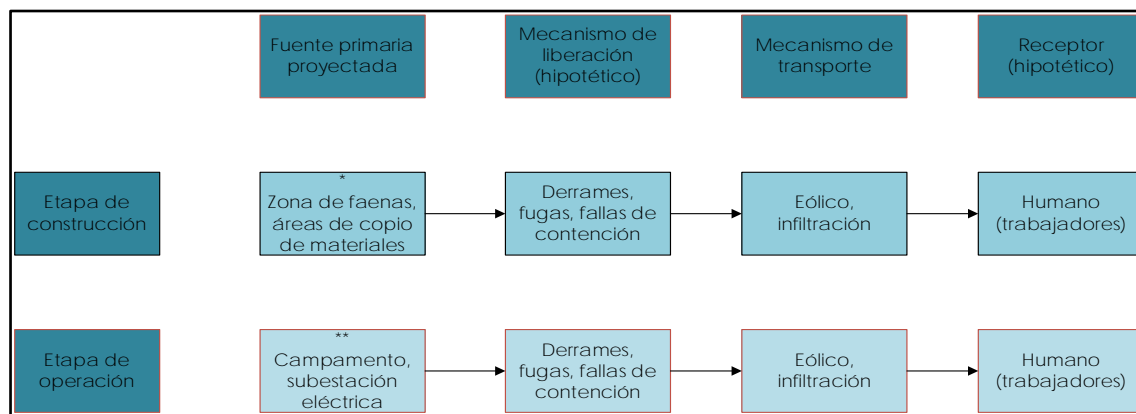 Fuente primaria
proyectada
Mecanismo de
liberación
(hipotético)
Mecanismo de
transporte
Receptor
(hipotético)
Etapa de
construcción
*
Zona de faenas,
áreas de copio
de materiales
Derrames,
fugas, fallas de
contención
Eólico,
infiltración
Humano
(trabajadores)
Etapa de
operación
**
Campamento,
subestación
eléctrica
Derrames,
fugas, fallas de
contención
Eólico,
infiltración
Humano
(trabajadores)